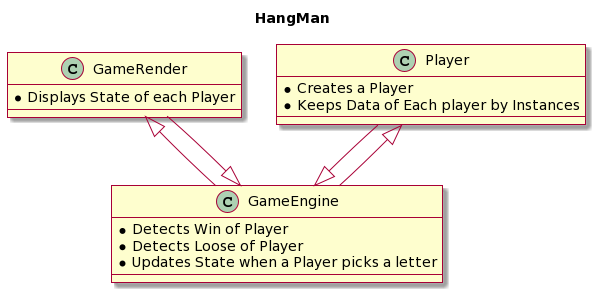 HangMan
C GameRender
• Displays State of each Player
C Player
• Creates a Player
• Keeps Data of Each player by Instances
C GameEngine
• Detects Win of Player
• Detects Loose of Player
• Updates State when a Player picks a letter